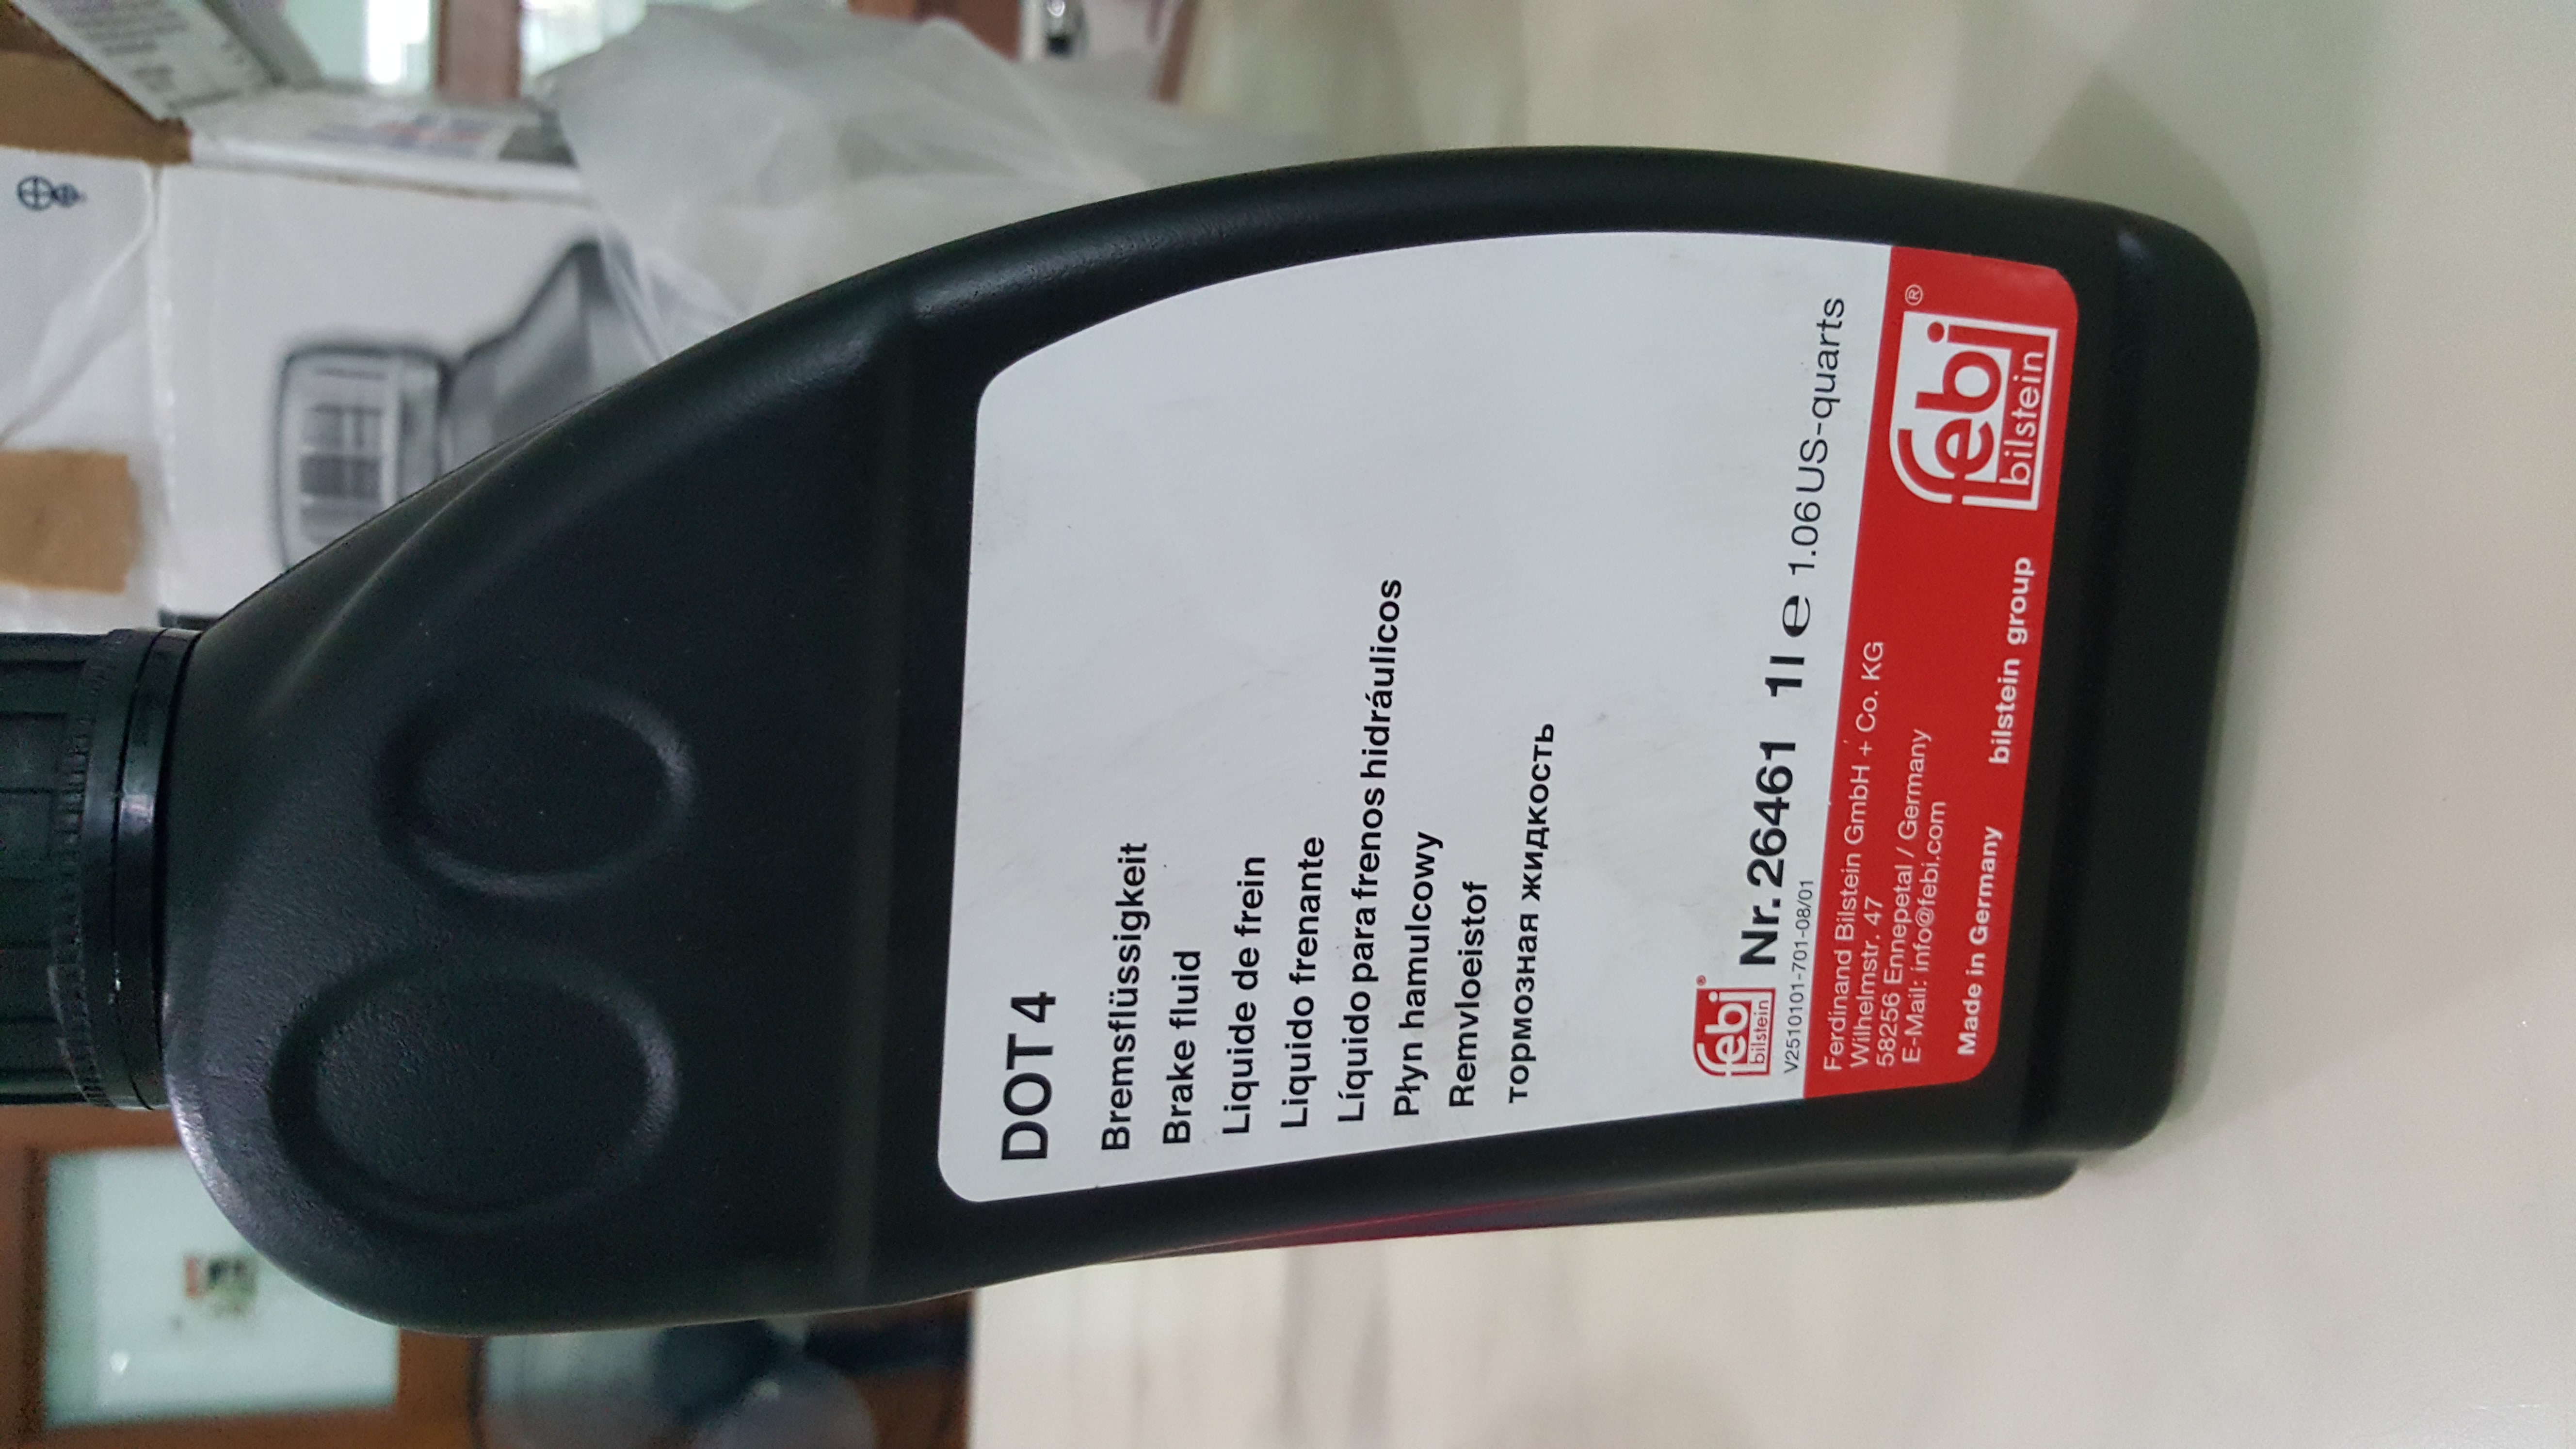 DOT 4
Bremsflüssigkeit
Brake fluid
Liquide de frein
Liquido frenante
Líquido para frenos hidráulicos
Płyn hamulcowy
Remvloeistof
тормозная жидкость
febi® bilstein Nr. 26461 1l ℮ 1.06 US-quarts
V2510101-701-08/01
Ferdinand Bilstein GmbH + Co. KG
Wilhelmstr. 47
58256 Ennepetal / Germany
E-Mail: info@febi.com
Made in Germany bilstein group
febi®
bilstein